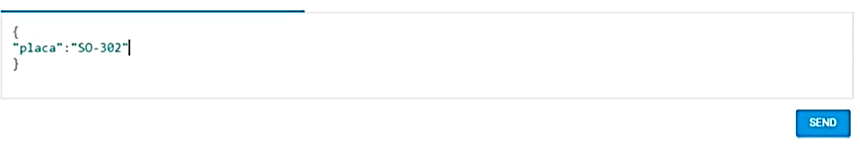 {
"placa":"SO-302"
}
SEND